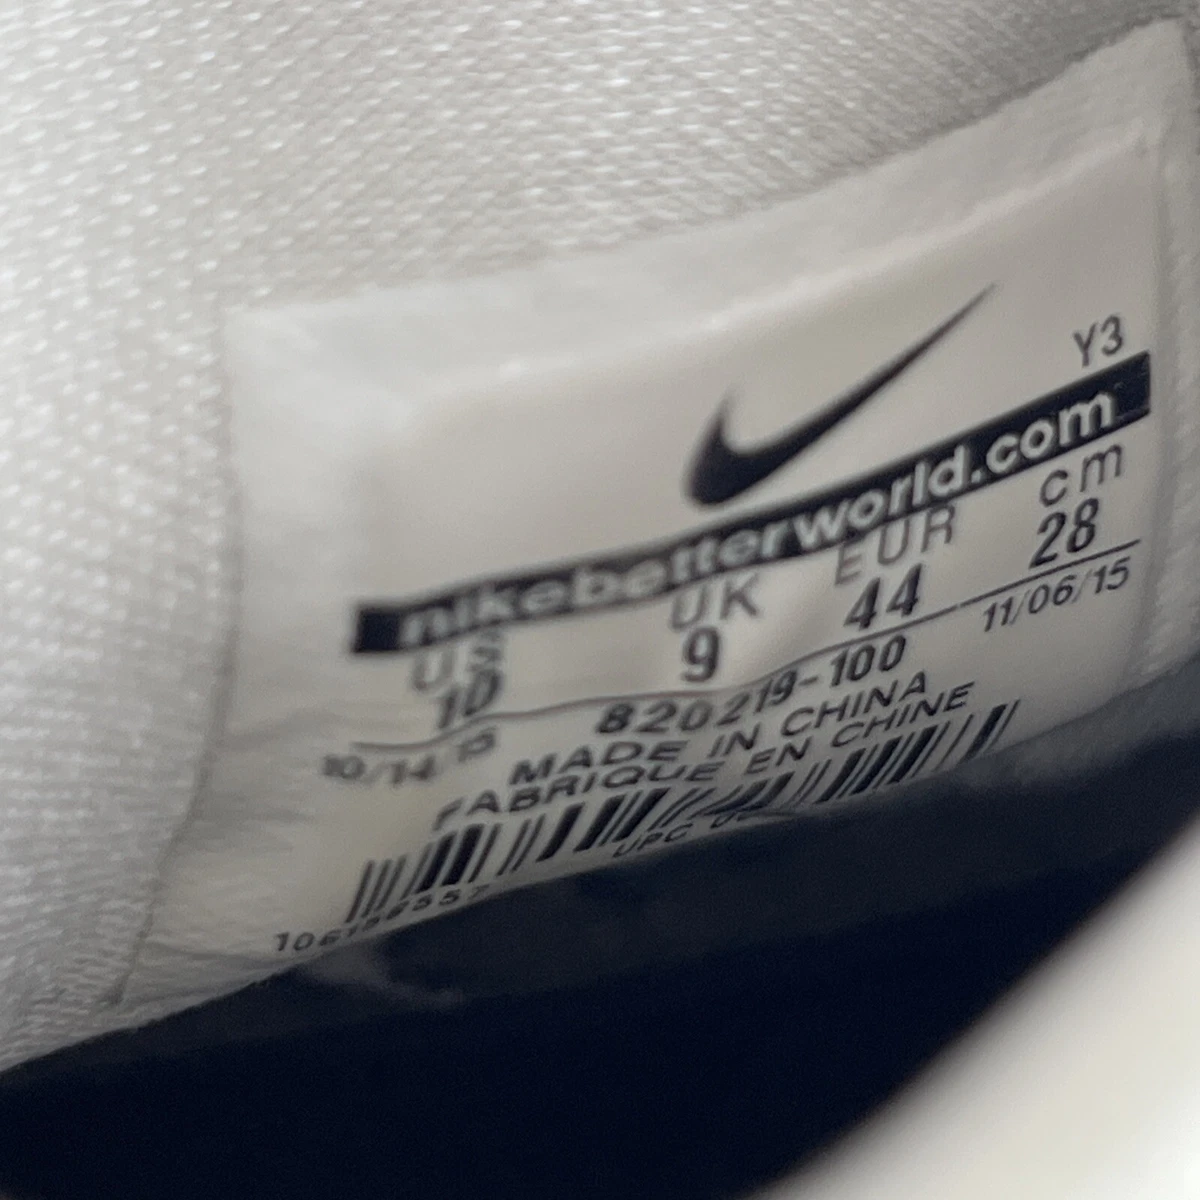 Y3
nikebetterworld.com
US UK EUR cm
10 9 44 28
10/14/15 820219-100 11/06/15
MADE IN CHINA
FABRIQUE EN CHINE
UPC